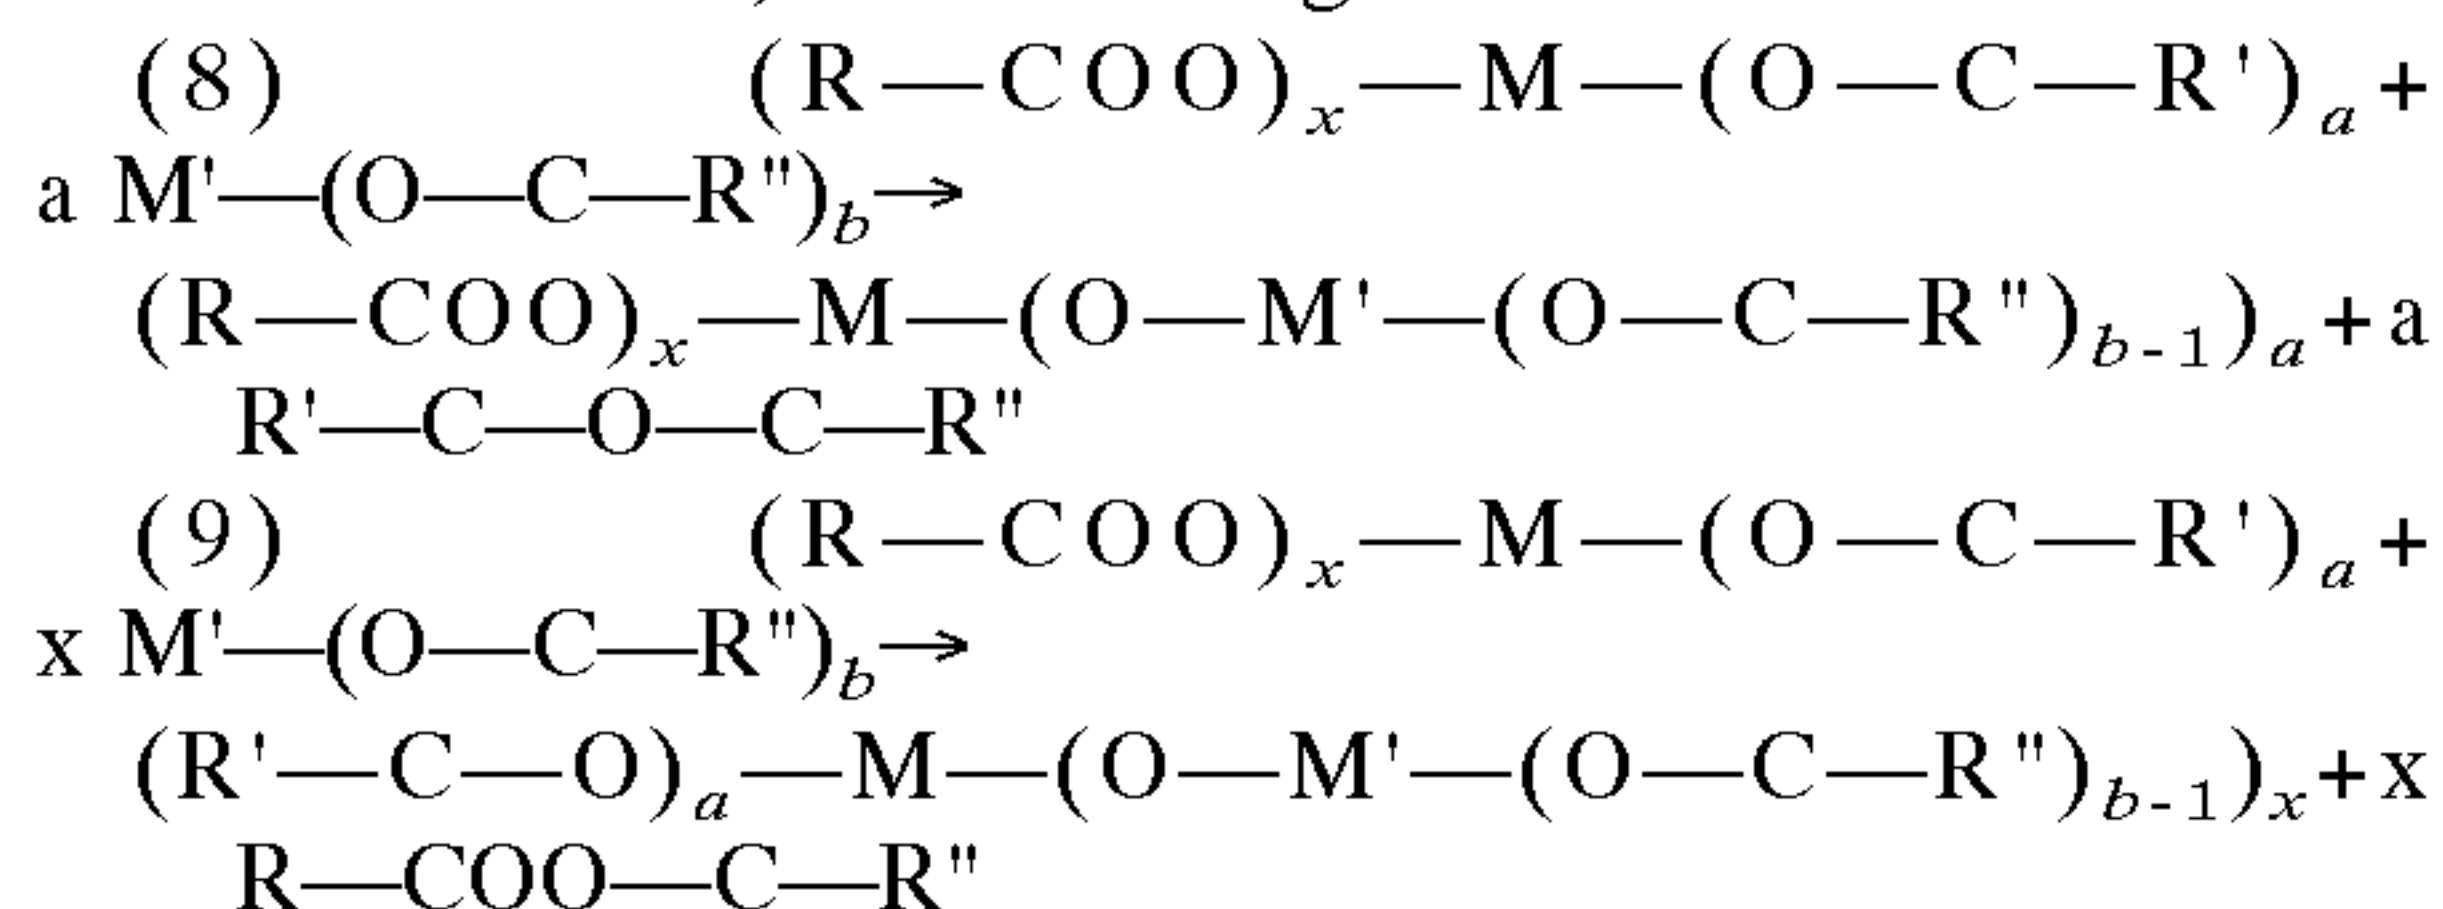 (8) (R—COO)x—M—(O—C—R')a +
a M'—(O—C—R")b→
(R—COO)x—M—(O—M'—(O—C—R")b-1)a + a
R'—C—O—C—R"
(9) (R—COO)x—M—(O—C—R')a +
x M'—(O—C—R")b→
(R'—C—O)a—M—(O—M'—(O—C—R")b-1)x + x
R—COO—C—R"